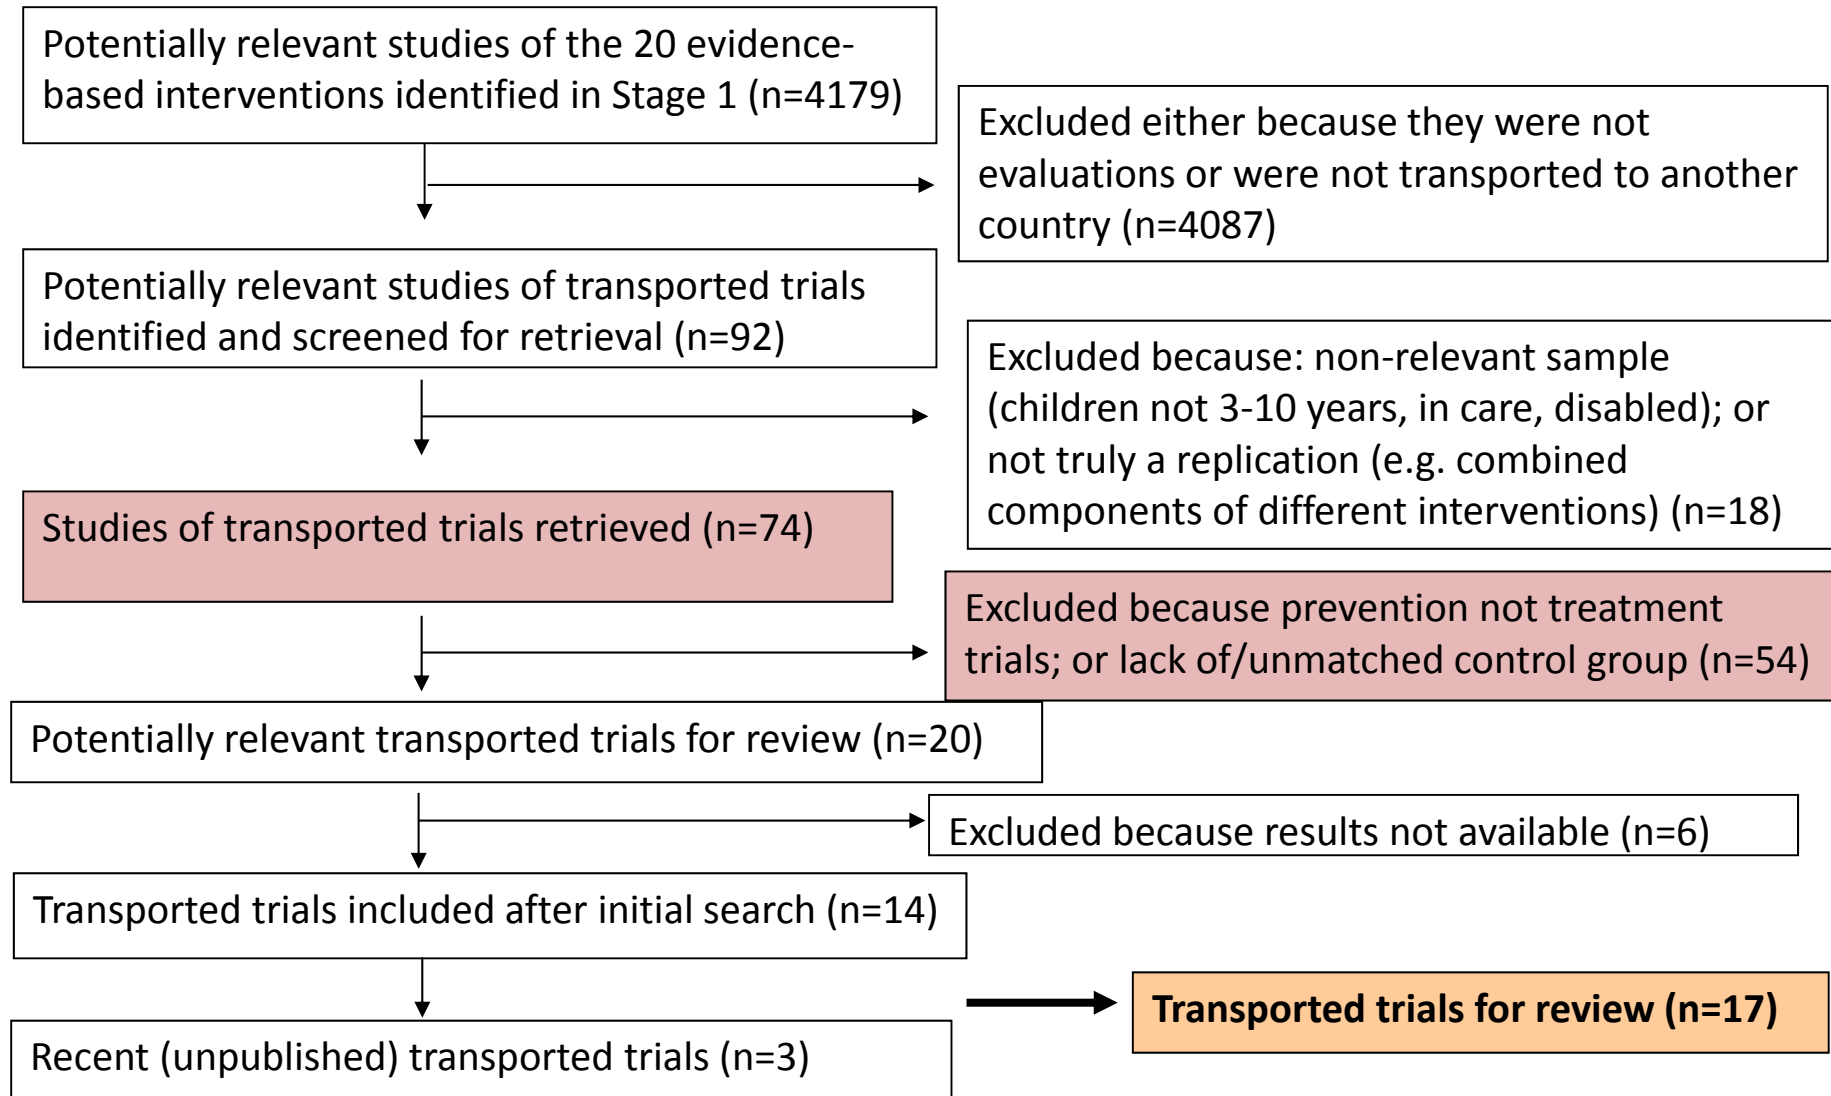 Potentially relevant studies of the 20 evidence-
based interventions identified in Stage 1 (n=4179)
Excluded either because they were not
evaluations or were not transported to another
country (n=4087)
Potentially relevant studies of transported trials
identified and screened for retrieval (n=92)
Excluded because: non-relevant sample
(children not 3-10 years, in care, disabled); or
not truly a replication (e.g. combined
components of different interventions) (n=18)
Studies of transported trials retrieved (n=74)
Excluded because prevention not treatment
trials; or lack of/unmatched control group (n=54)
Potentially relevant transported trials for review (n=20)
Excluded because results not available (n=6)
Transported trials included after initial search (n=14)
Transported trials for review (n=17)
Recent (unpublished) transported trials (n=3)